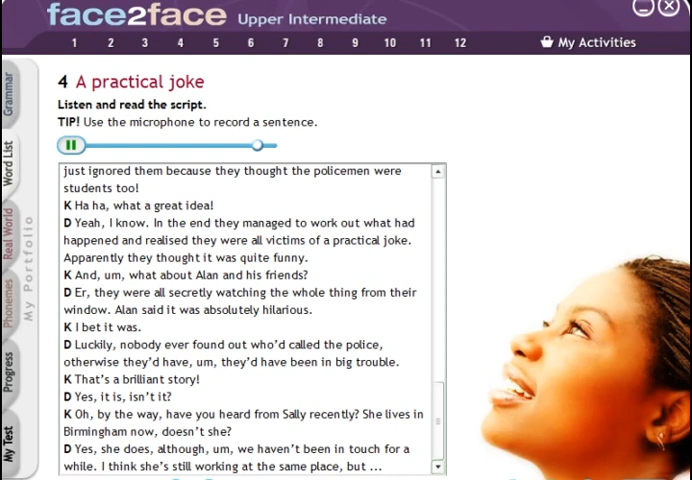 face2face Upper Intermediate
1 2 3 4 5 6 7 8 9 10 11 12 My Activities
4 A practical joke
Listen and read the script.
TIP! Use the microphone to record a sentence.
just ignored them because they thought the policemen were
students too!
K Ha ha, what a great idea!
D Yeah, I know. In the end they managed to work out what had
happened and realised they were all victims of a practical joke.
Apparently they thought it was quite funny.
K And, um, what about Alan and his friends?
D Er, they were all secretly watching the whole thing from their
window. Alan said it was absolutely hilarious.
K I bet it was.
D Luckily, nobody ever found out who'd called the police,
otherwise they'd have, um, they'd have been in big trouble.
K That's a brilliant story!
D Yes, it is, isn't it?
K Oh, by the way, have you heard from Sally recently? She lives in
Birmingham now, doesn't she?
D Yes, she does, although, um, we haven't been in touch for a
while. I think she's still working at the same place, but ...
Grammar
Word List
Real World
Phonemes
My Portfolio
Progress
My Test